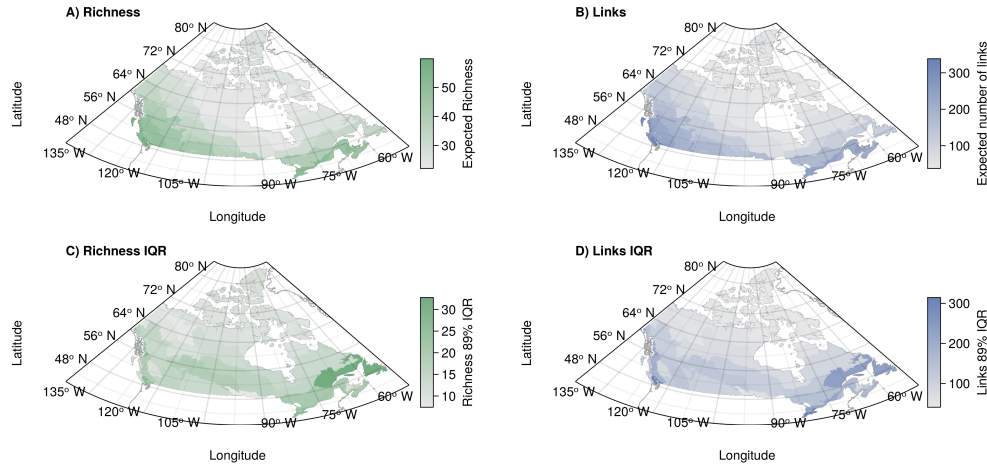 A) Richness
80° N
72° N
64° N
56° N
48° N
135° W
120° W
105° W
90° W
75° W
60° W
Latitude
Longitude
50
40
30
Expected Richness
B) Links
80° N
72° N
64° N
56° N
48° N
135° W
120° W
105° W
90° W
75° W
60° W
Latitude
Longitude
300
200
100
Expected number of links
C) Richness IQR
80° N
72° N
64° N
56° N
48° N
135° W
120° W
105° W
90° W
75° W
60° W
Latitude
Longitude
30
25
20
15
10
Richness 89% IQR
D) Links IQR
80° N
72° N
64° N
56° N
48° N
135° W
120° W
105° W
90° W
75° W
60° W
Latitude
Longitude
300
200
100
Links 89% IQR